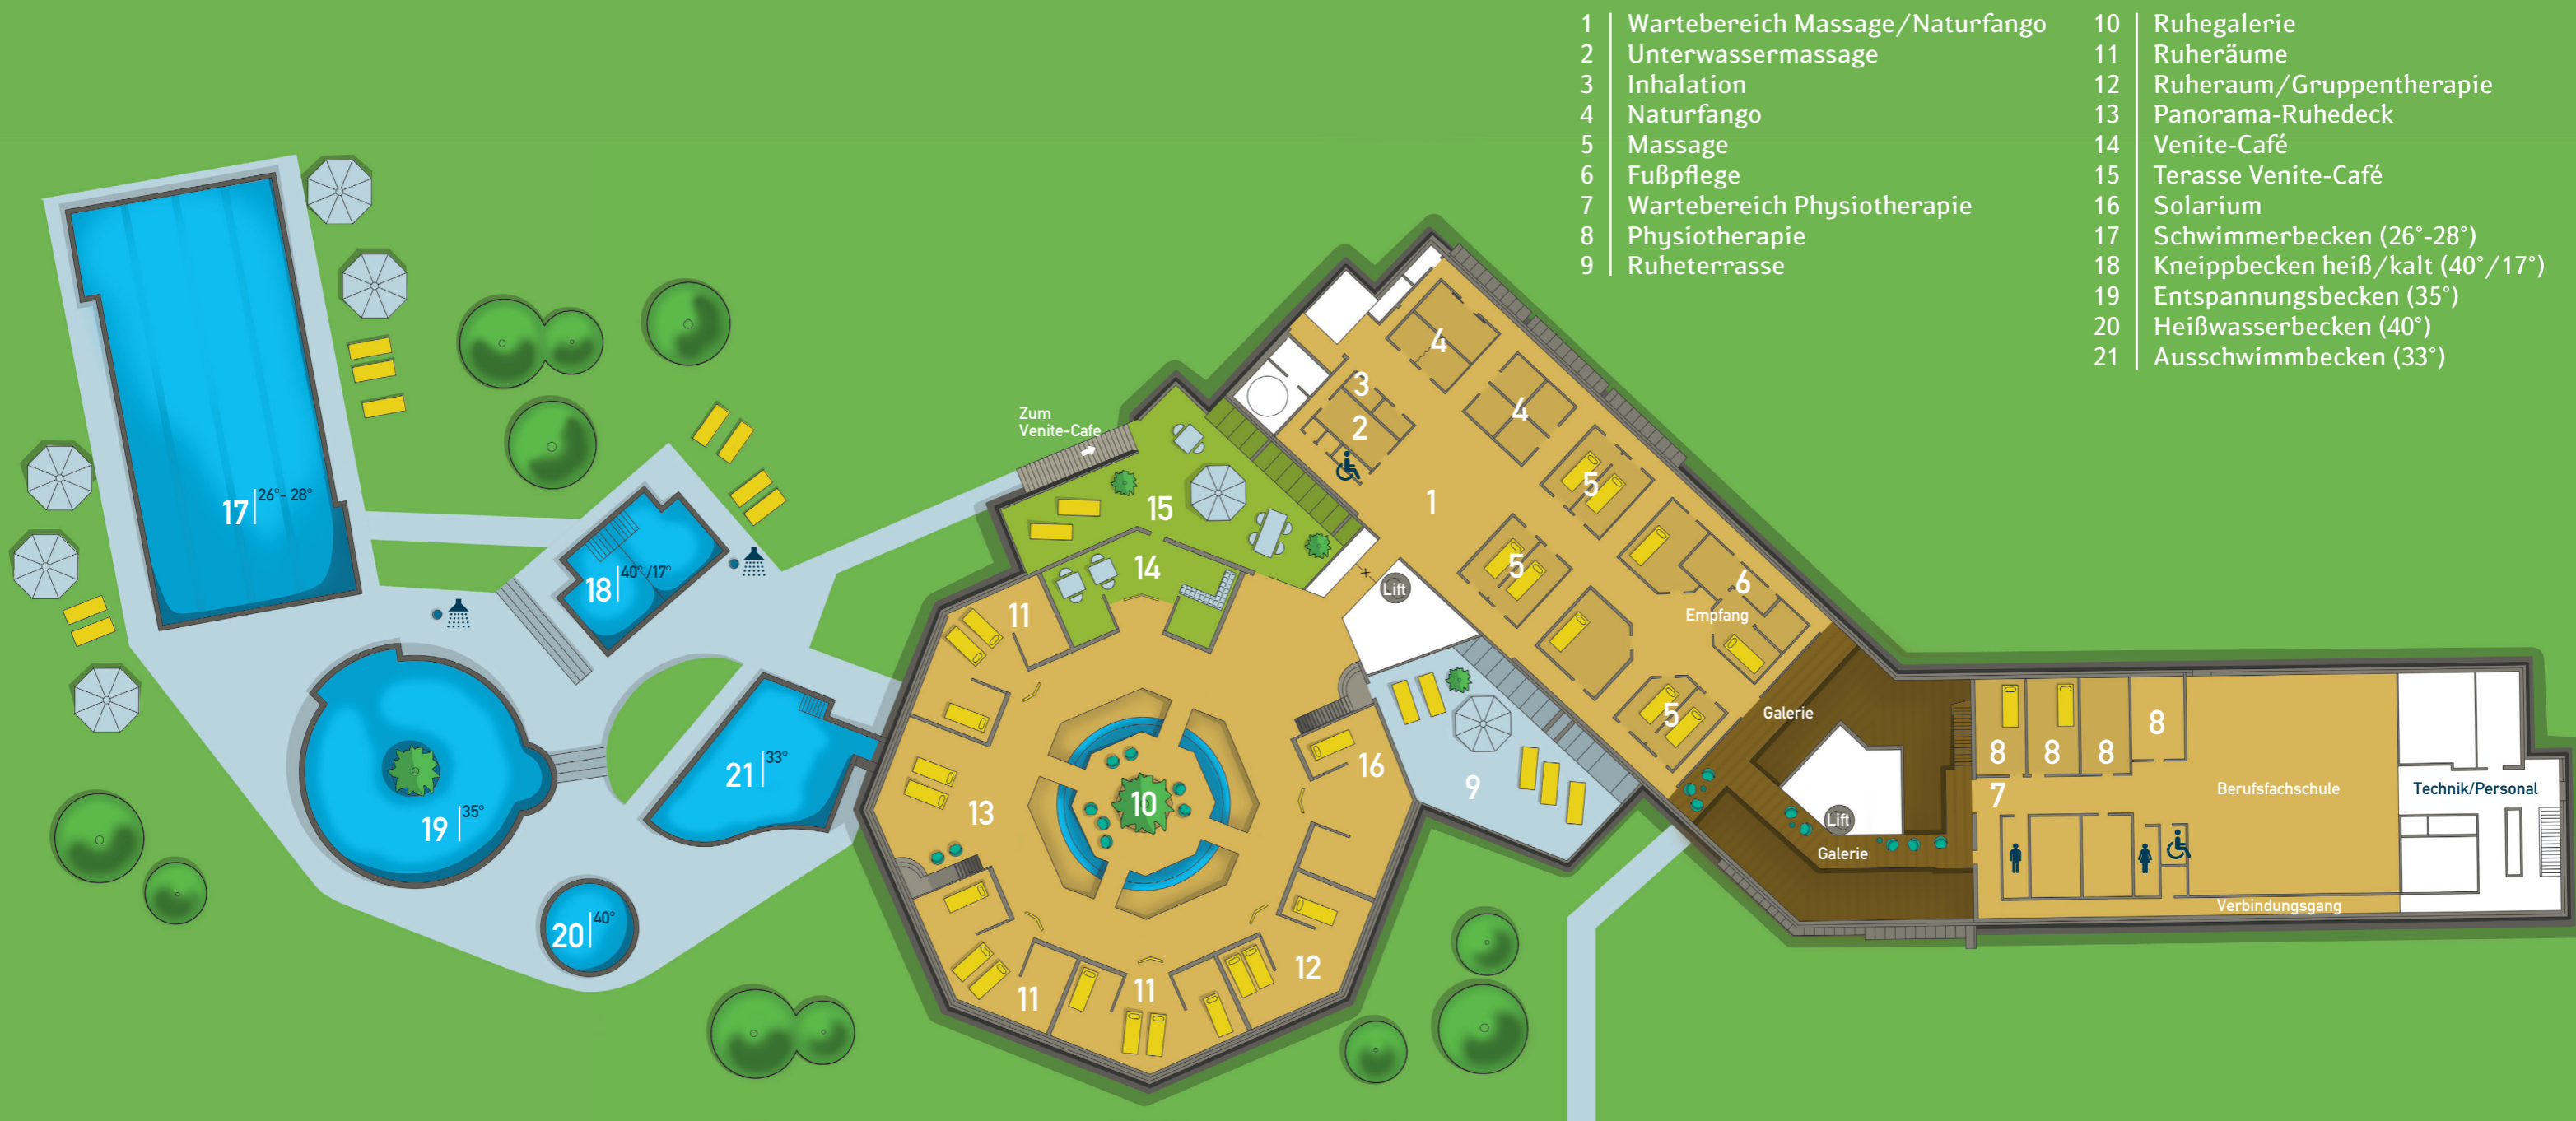 1 Wartebereich Massage/Naturfango
2 Unterwassermassage
3 Inhalation
4 Naturfango
5 Massage
6 Fußpflege
7 Wartebereich Physiotherapie
8 Physiotherapie
9 Ruheterrasse
10 Ruhegalerie
11 Ruheräume
12 Ruheraum/Gruppentherapie
13 Panorama-Ruhedeck
14 Venite-Café
15 Terasse Venite-Café
16 Solarium
17 Schwimmerbecken (26°-28°)
18 Kneippbecken heiß/kalt (40°/17°)
19 Entspannungsbecken (35°)
20 Heißwasserbecken (40°)
21 Ausschwimmbecken (33°)
4
3
4
2
Zum
Venite-Cafe
5
1
15
17 26°- 28°
14
5
18 40°/17°
Lift
6
11
Empfang
5
Galerie
8
8
8
8
16
21 33°
9
7
Berufsfachschule
Technik/Personal
10
13
19 35°
Lift
Galerie
Verbindungsgang
20 40°
12
11
11